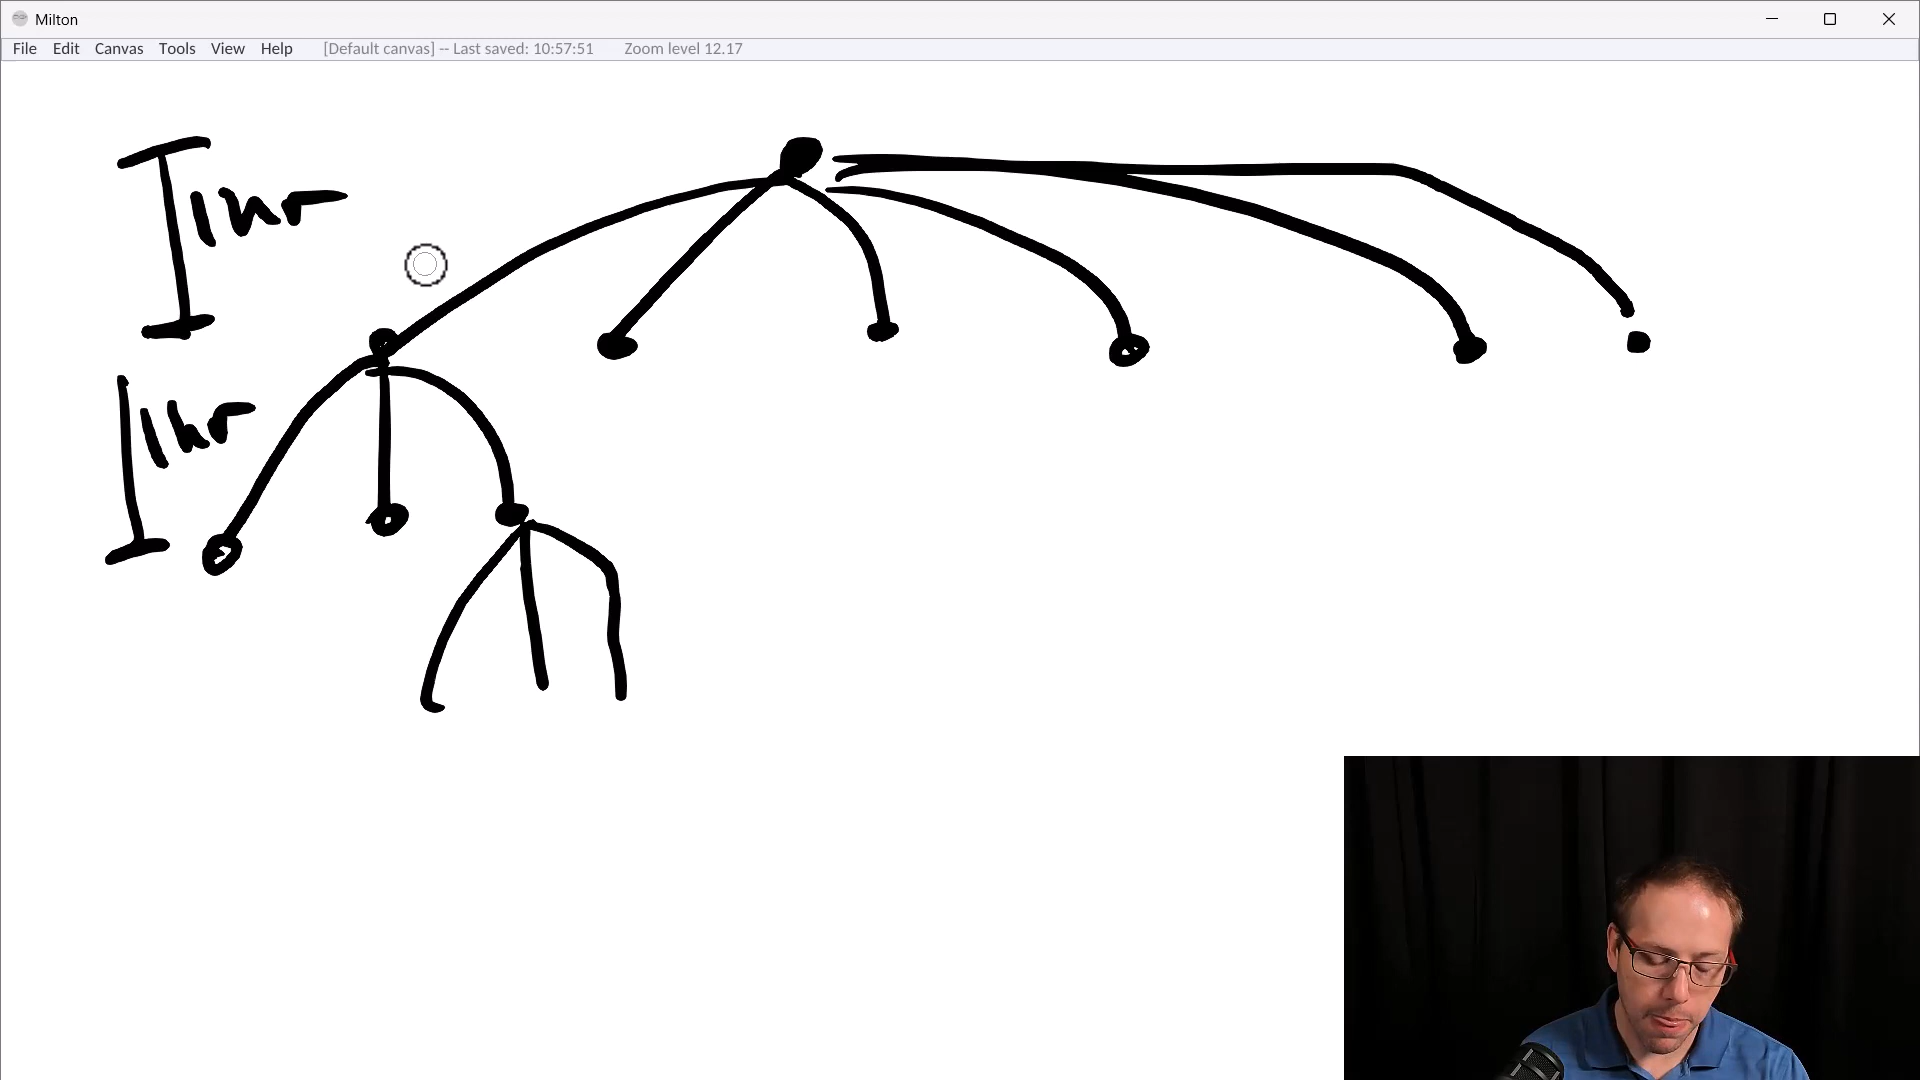 Milton
File Edit Canvas Tools View Help [Default canvas] -- Last saved: 10:57:51 Zoom level 12.17
1hr
1hr